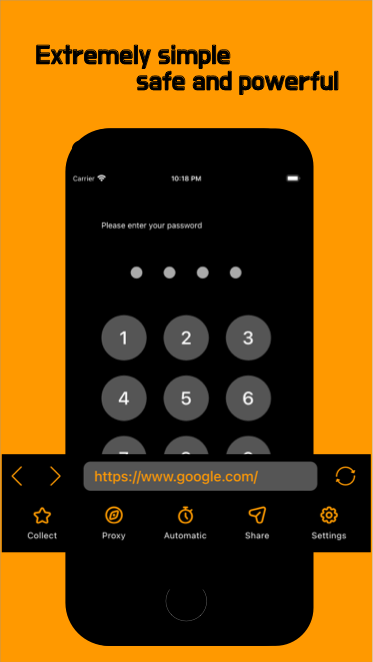 Extremely simple
safe and powerful
Carrier 10:18 PM
Please enter your password
1 2 3
4 5 6
https://www.google.com/
Collect Proxy Automatic Share Settings